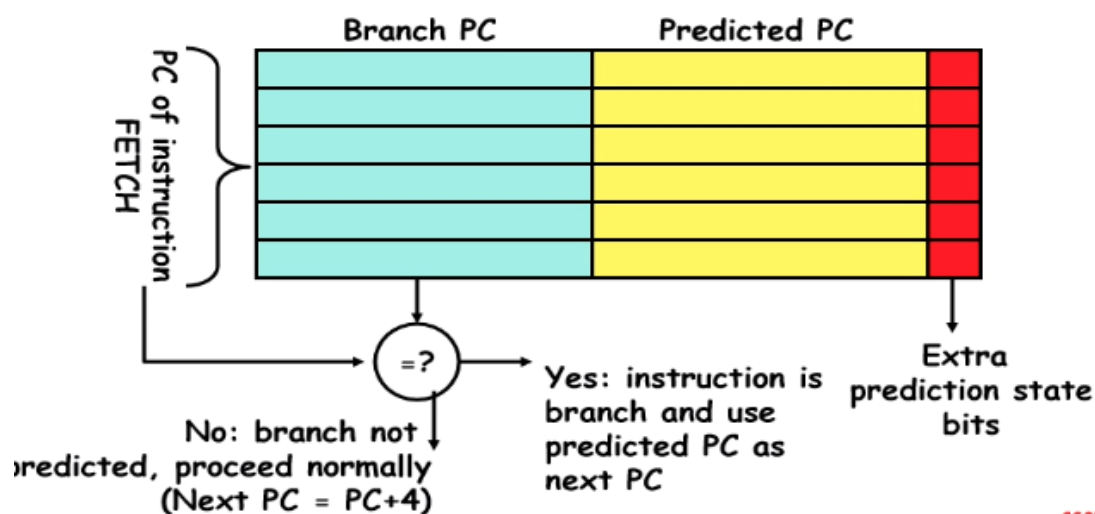 Branch PC
Predicted PC
PC of instruction
FETCH
=?
Yes: instruction is
branch and use
predicted PC as
next PC
Extra
prediction state
bits
No: branch not
predicted, proceed normally
(Next PC = PC+4)